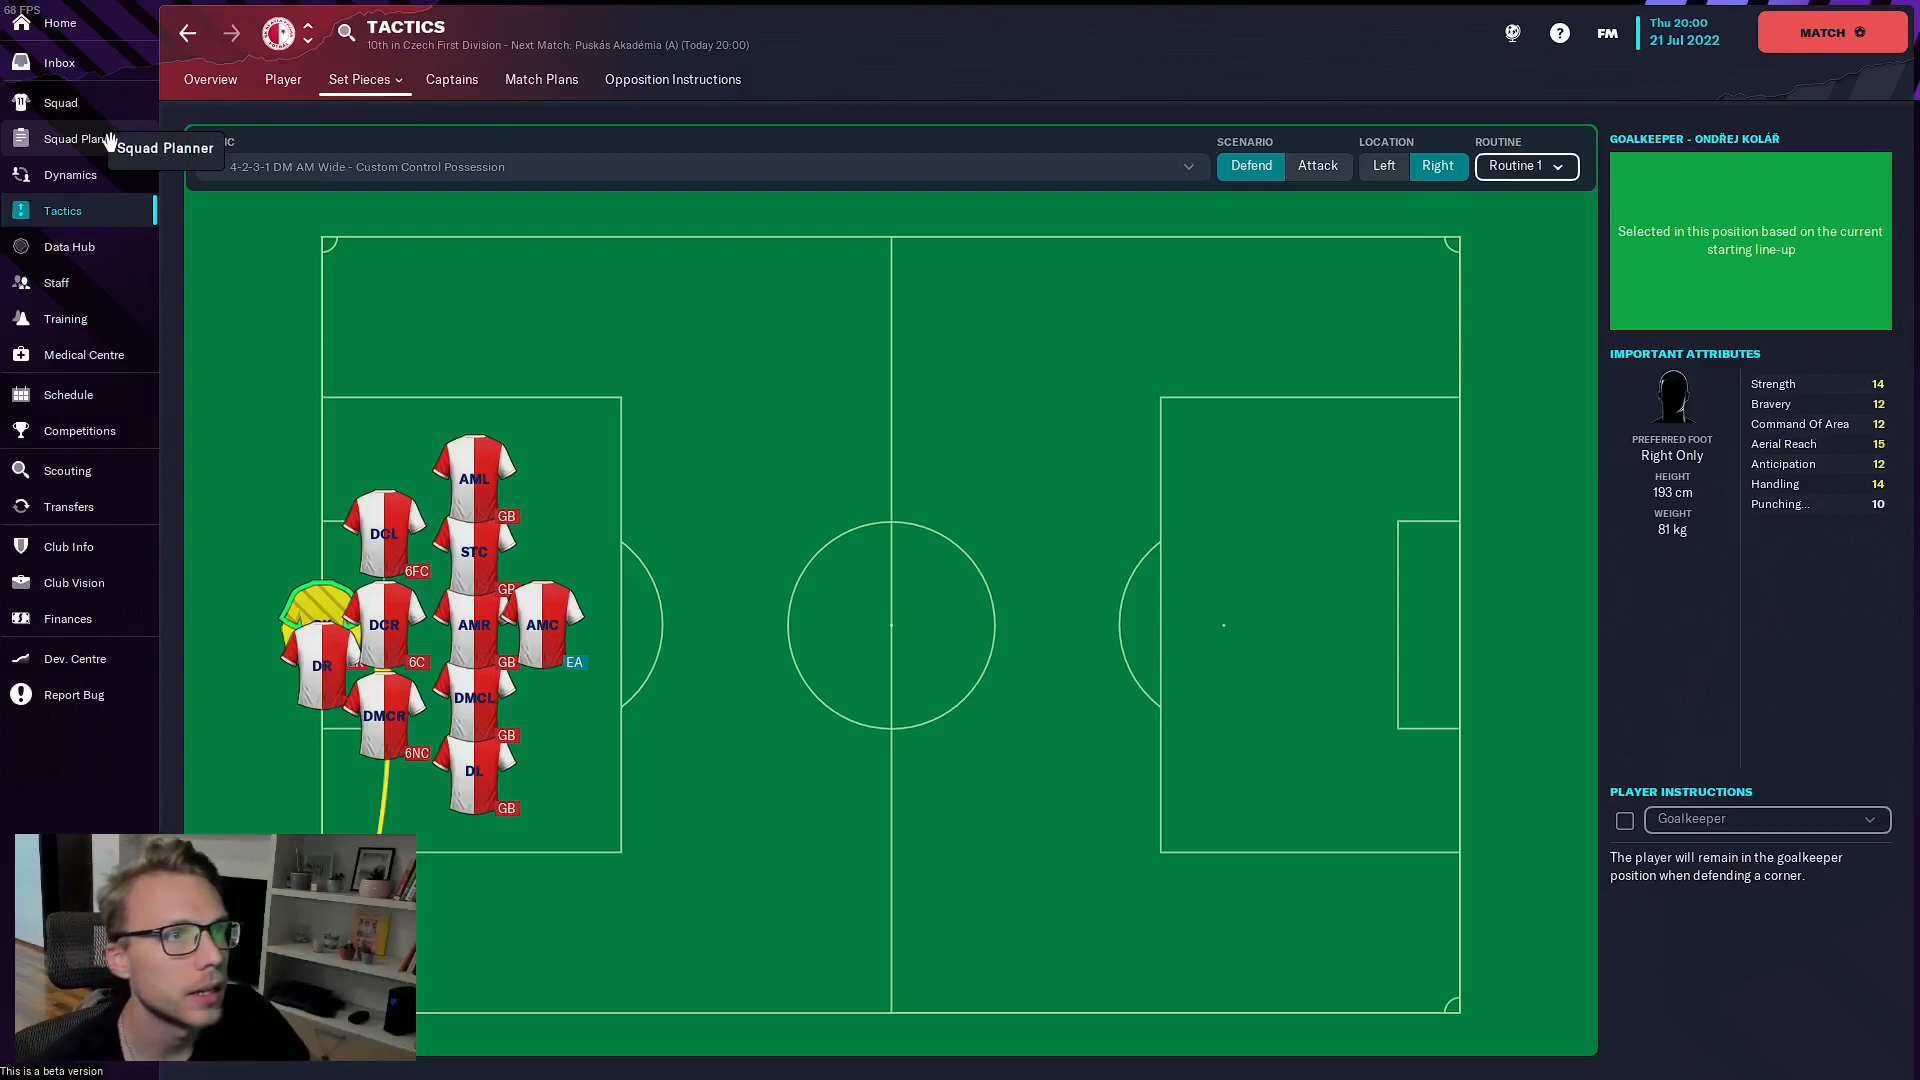 68 FPS
Home
Inbox
Squad
Squad Plan
Squad Planner
Dynamics
Tactics
Data Hub
Staff
Training
Medical Centre
Schedule
Competitions
Scouting
Transfers
Club Info
Club Vision
Finances
Dev. Centre
Report Bug
This is a beta version
TACTICS
10th in Czech First Division - Next Match: Puskás Akadémia (A) (Today 20:00)
FM
Thu 20:00
21 Jul 2022
MATCH
Overview
Player
Set Pieces
Captains
Match Plans
Opposition Instructions
4-2-3-1 DM AM Wide - Custom Control Possession
SCENARIO
Defend
Attack
LOCATION
Left
Right
ROUTINE
Routine 1
AML
GB
DCL
6FC
STC
GB
DCR
6C
AMR
GB
AMC
EA
DR
DMCL
GB
DMCR
6NC
DL
GB
GOALKEEPER - ONDŘEJ KOLÁŘ
Selected in this position based on the current
starting line-up
IMPORTANT ATTRIBUTES
PREFERRED FOOT
Right Only
HEIGHT
193 cm
WEIGHT
81 kg
Strength 14
Bravery 12
Command Of Area 12
Aerial Reach 15
Anticipation 12
Handling 14
Punching... 10
PLAYER INSTRUCTIONS
Goalkeeper
The player will remain in the goalkeeper
position when defending a corner.